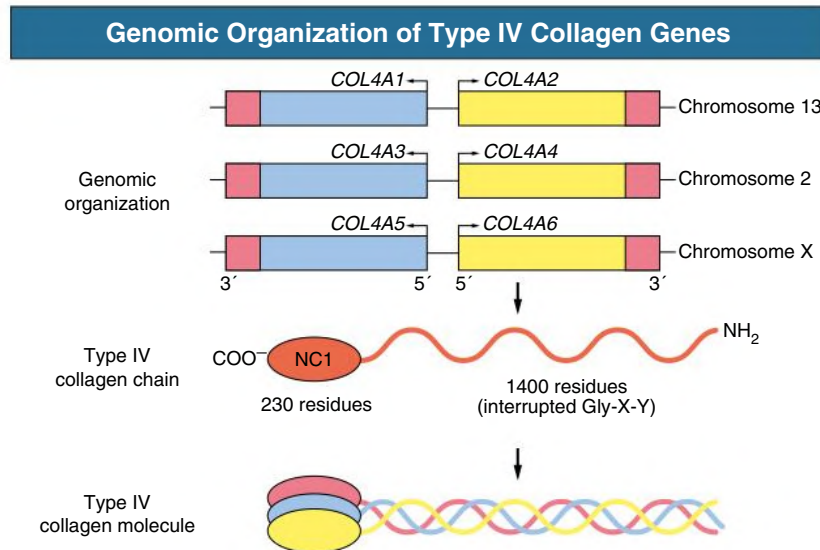 Genomic Organization of Type IV Collagen Genes
COL4A1 COL4A2
Chromosome 13
COL4A3 COL4A4
Genomic
organization
Chromosome 2
COL4A5 COL4A6
Chromosome X
3´ 5´ 5´ 3´
Type IV
collagen chain
COO⁻ NC1 NH₂
230 residues
1400 residues
(interrupted Gly-X-Y)
Type IV
collagen molecule